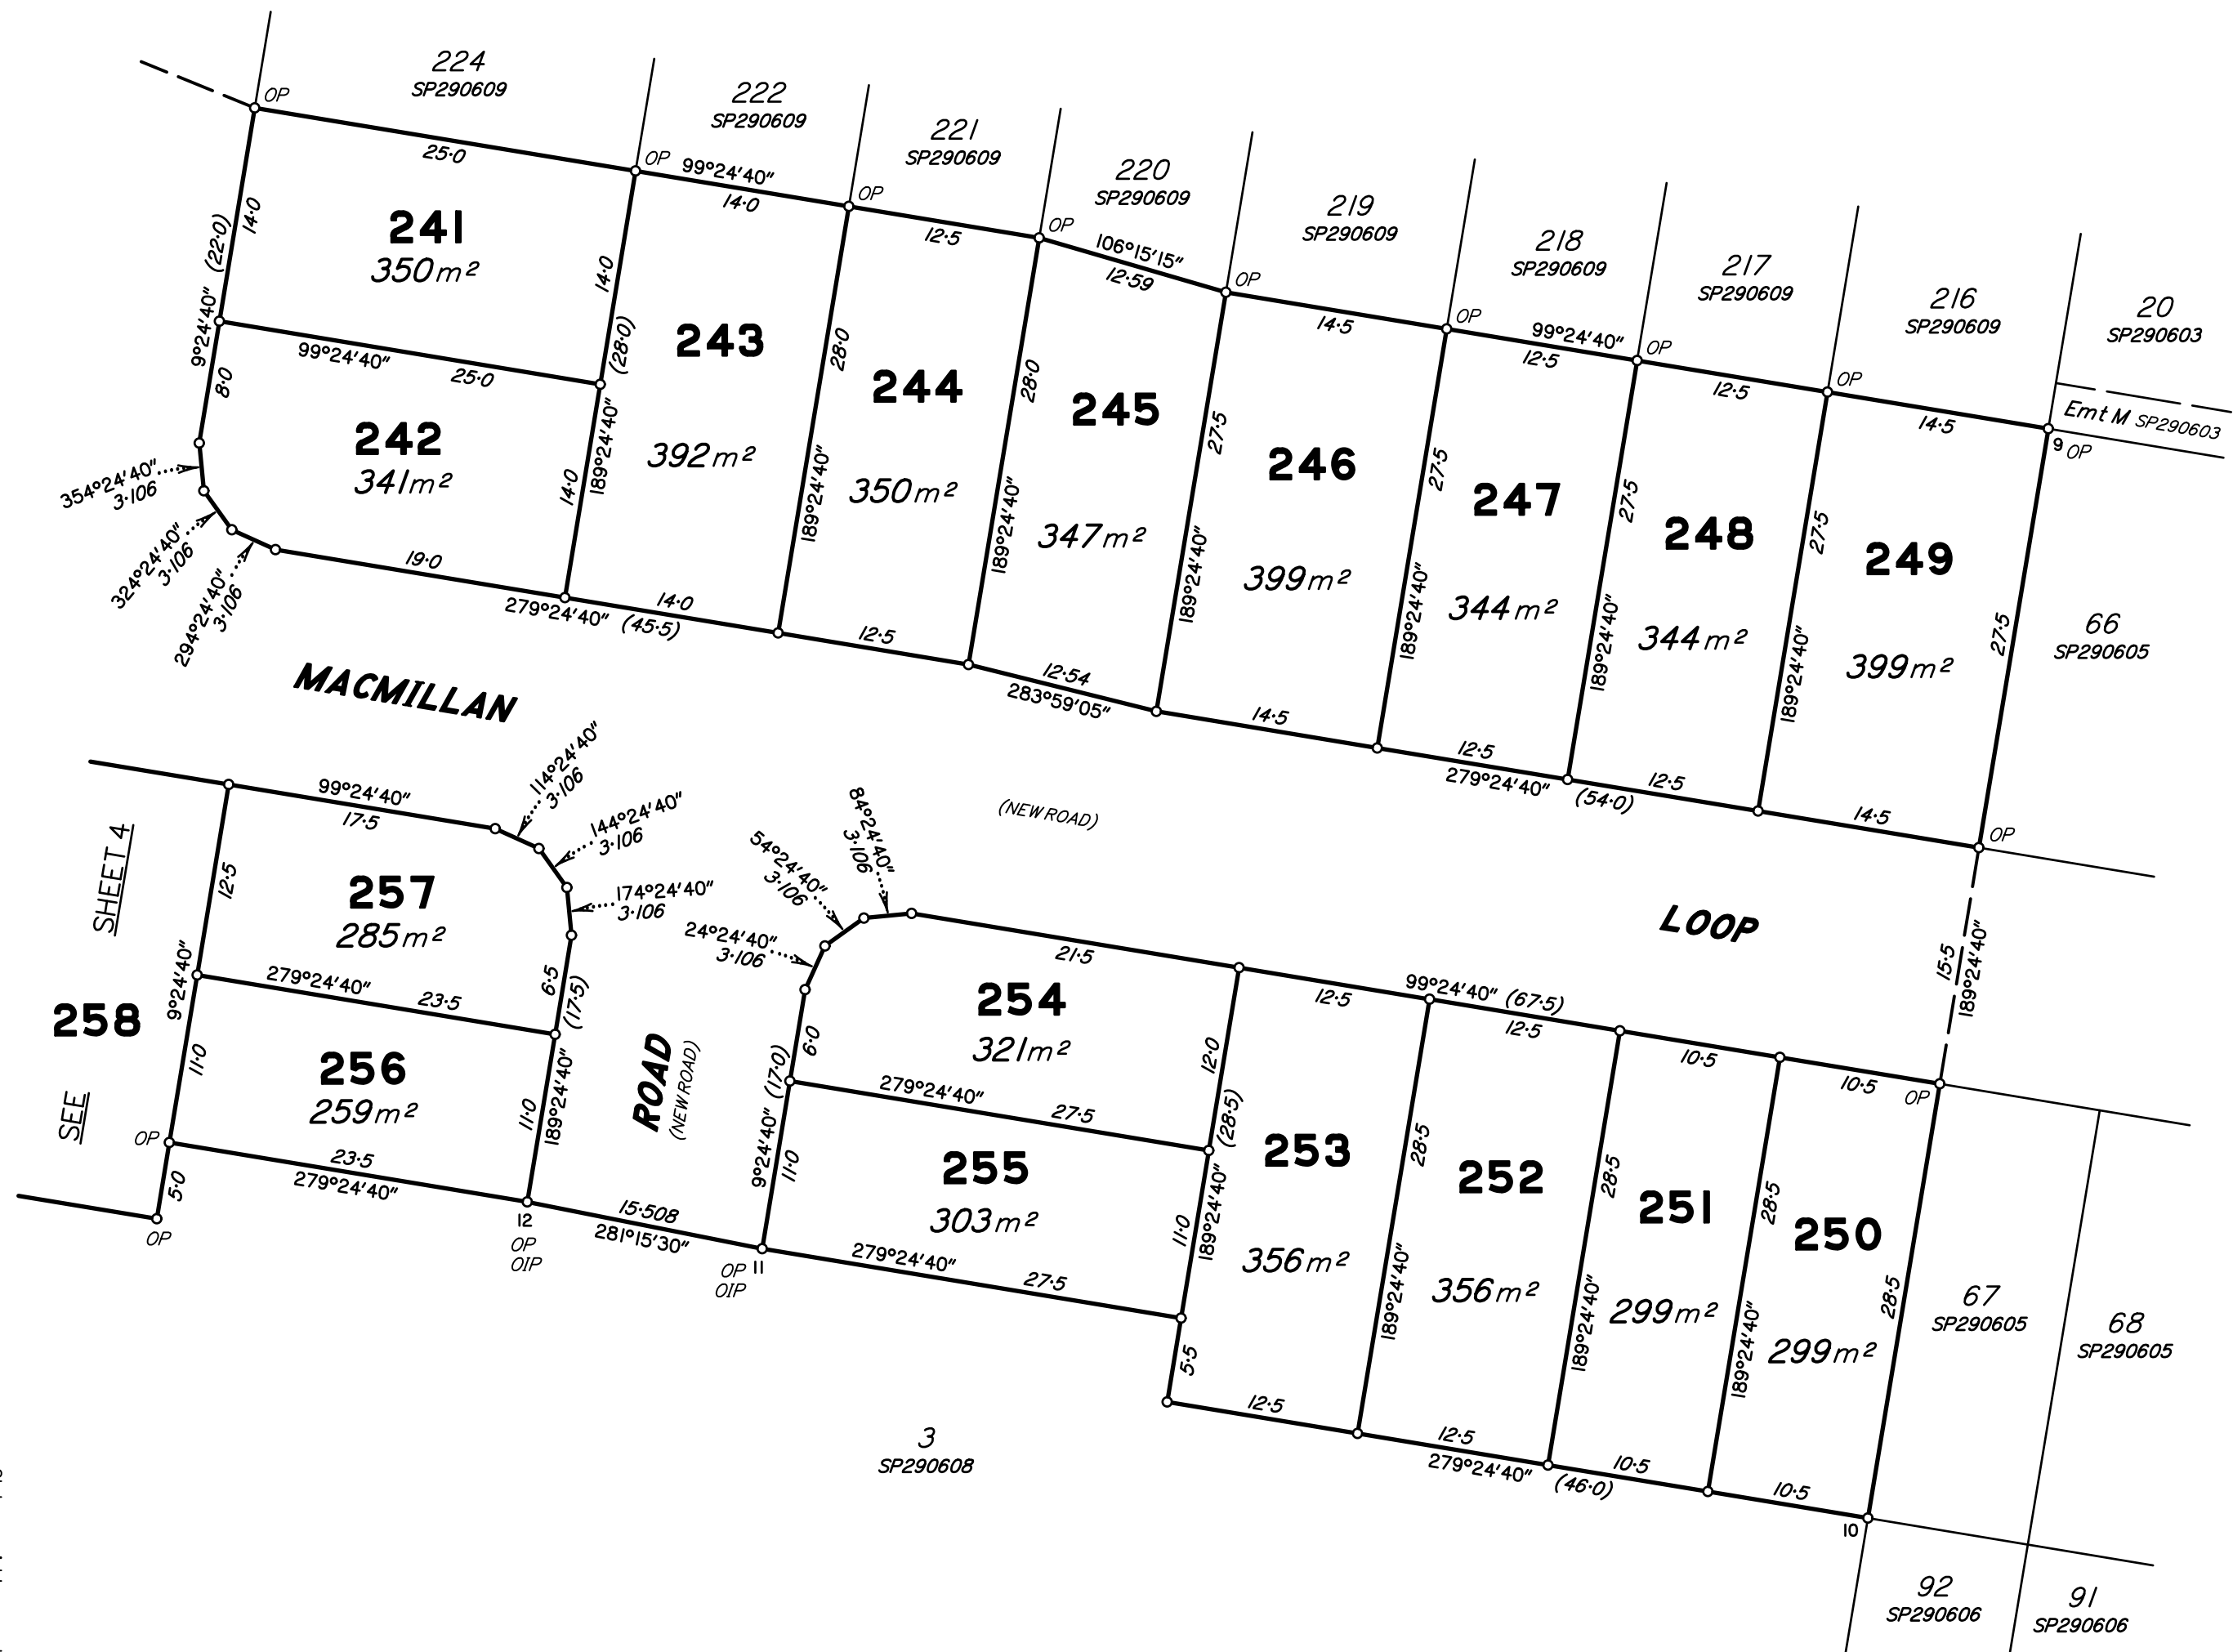 224
SP290609
222
SP290609
221
SP290609
220
SP290609
219
SP290609
218
SP290609
217
SP290609
216
SP290609
20
SP290603
Emt M SP290603
OP
OP
OP
OP
OP
OP
OP
OP
9 OP
25·0
99°24'40"
14·0
12·5
106°15'15"
12·59
14·5
99°24'40"
12·5
12·5
14·5
241
350m²
14·0
(22·0)
9°24'40"
8·0
14·0
(28·0)
99°24'40"
25·0
242
341m²
14·0
189°24'40"
354°24'40"
3·106
324°24'40"
3·106
294°24'40"
3·106
19·0
243
392m²
28·0
189°24'40"
244
350m²
28·0
189°24'40"
245
347m²
27·5
189°24'40"
246
399m²
27·5
189°24'40"
247
344m²
27·5
189°24'40"
248
344m²
27·5
189°24'40"
249
399m²
27·5
66
SP290605
14·0
279°24'40" (45·5)
12·5
12·54
283°59'05"
14·5
12·5
279°24'40" (54·0)
12·5
14·5
OP
MACMILLAN
(NEW ROAD)
LOOP
15·5
189°24'40"
SEE SHEET 4
258
99°24'40"
17·5
114°24'40"
3·106
144°24'40"
3·106
174°24'40"
3·106
257
285m²
12·5
9°24'40"
6·5
(17·5)
279°24'40"
23·5
256
259m²
11·0
11·0
189°24'40"
OP
5·0
OP
23·5
279°24'40"
12
OP
OIP
ROAD
(NEW ROAD)
15·508
281°15'30"
11
OP
OIP
84°24'40"
3·106
54°24'40"
3·106
24°24'40"
3·106
21·5
254
321m²
6·0
(17·0)
9°24'40"
12·0
(28·5)
279°24'40"
27·5
255
303m²
11·0
11·0
189°24'40"
279°24'40"
27·5
5·5
12·5
99°24'40" (67·5)
12·5
10·5
10·5
OP
253
356m²
28·5
189°24'40"
252
356m²
28·5
189°24'40"
251
299m²
28·5
189°24'40"
250
299m²
28·5
12·5
12·5
279°24'40" (46·0)
10·5
10·5
10
67
SP290605
68
SP290605
3
SP290608
92
SP290606
91
SP290606